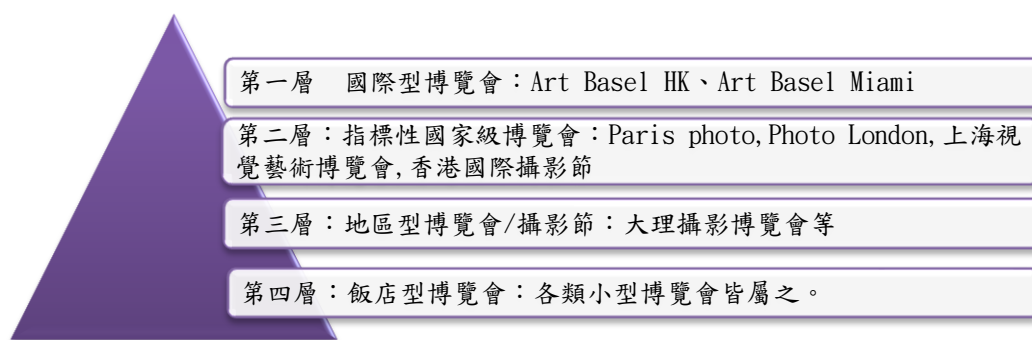 第一層　國際型博覽會：Art Basel HK、Art Basel Miami
第二層：指標性國家級博覽會：Paris photo,Photo London,上海視
覺藝術博覽會,香港國際攝影節
第三層：地區型博覽會/攝影節：大理攝影博覽會等
第四層：飯店型博覽會：各類小型博覽會皆屬之。